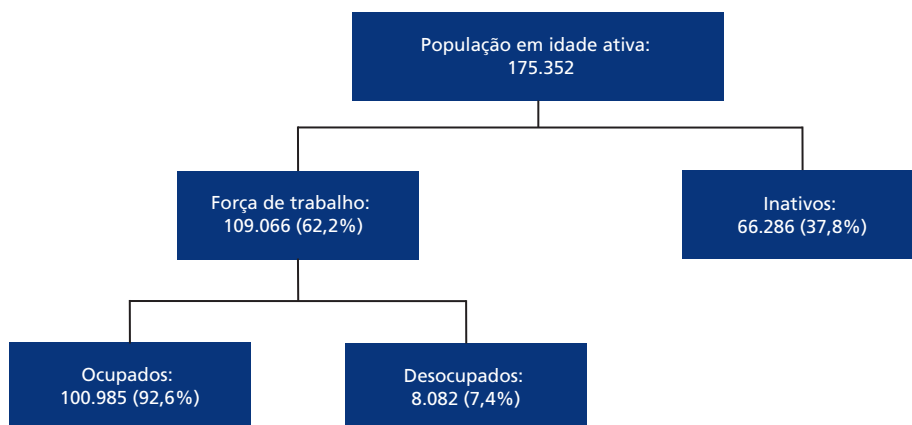 População em idade ativa:
175.352
Força de trabalho:
109.066 (62,2%)
Inativos:
66.286 (37,8%)
Ocupados:
100.985 (92,6%)
Desocupados:
8.082 (7,4%)